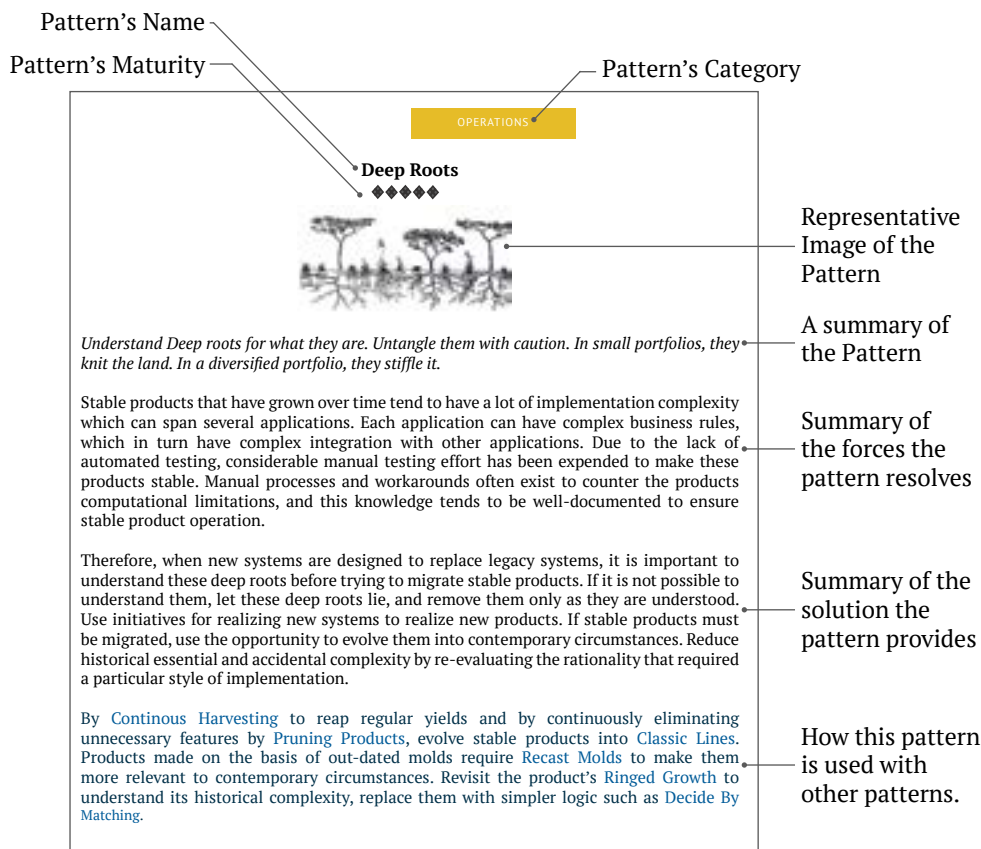 Pattern’s Name
Pattern’s Maturity
Pattern’s Category
OPERATIONS
Deep Roots
Representative
Image of the
Pattern
Understand Deep roots for what they are. Untangle them with caution. In small portfolios, they
knit the land. In a diversified portfolio, they stiffle it.
A summary of
the Pattern
Stable products that have grown over time tend to have a lot of implementation complexity
which can span several applications. Each application can have complex business rules,
which in turn have complex integration with other applications. Due to the lack of
automated testing, considerable manual testing effort has been expended to make these
products stable. Manual processes and workarounds often exist to counter the products
computational limitations, and this knowledge tends to be well-documented to ensure
stable product operation.
Summary of
the forces the
pattern resolves
Therefore, when new systems are designed to replace legacy systems, it is important to
understand these deep roots before trying to migrate stable products. If it is not possible to
understand them, let these deep roots lie, and remove them only as they are understood.
Use initiatives for realizing new systems to realize new products. If stable products must
be migrated, use the opportunity to evolve them into contemporary circumstances. Reduce
historical essential and accidental complexity by re-evaluating the rationality that required
a particular style of implementation.
Summary of the
solution the
pattern provides
By Continous Harvesting to reap regular yields and by continuously eliminating
unnecessary features by Pruning Products, evolve stable products into Classic Lines.
Products made on the basis of out-dated molds require Recast Molds to make them
more relevant to contemporary circumstances. Revisit the product’s Ringed Growth to
understand its historical complexity, replace them with simpler logic such as Decide By
Matching.
How this pattern
is used with
other patterns.